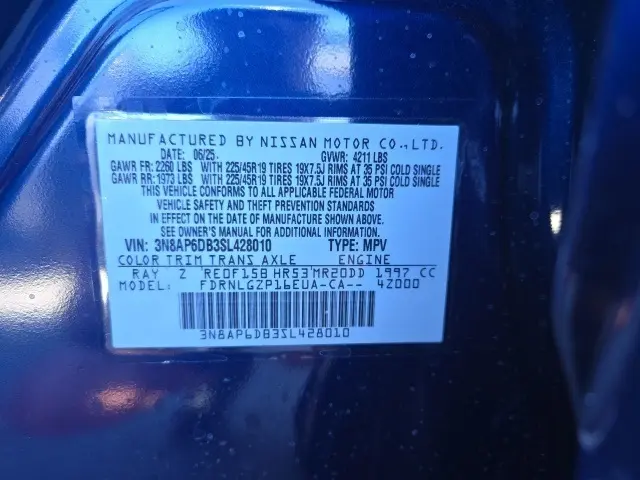 MANUFACTURED BY NISSAN MOTOR CO., LTD.
DATE: 06/25 GVWR: 4211 LBS
GAWR FR: 2260 LBS WITH 225/45R19 TIRES 19X7.5J RIMS AT 35 PSI COLD SINGLE
GAWR RR: 1973 LBS WITH 225/45R19 TIRES 19X7.5J RIMS AT 35 PSI COLD SINGLE
THIS VEHICLE CONFORMS TO ALL APPLICABLE FEDERAL MOTOR
VEHICLE SAFETY AND THEFT PREVENTION STANDARDS
IN EFFECT ON THE DATE OF MANUFACTURE SHOWN ABOVE.
SEE OWNER'S MANUAL FOR MORE INFORMATION
VIN: 3N8AP6DB3SL428010 TYPE: MPV
COLOR TRIM TRANS AXLE ENGINE
RAY Z RE0F15B HR53 MR20DD 1997 CC
MODEL: FDRNLGZP16EUA-CA-- 4Z000
3N8AP6DB3SL428010